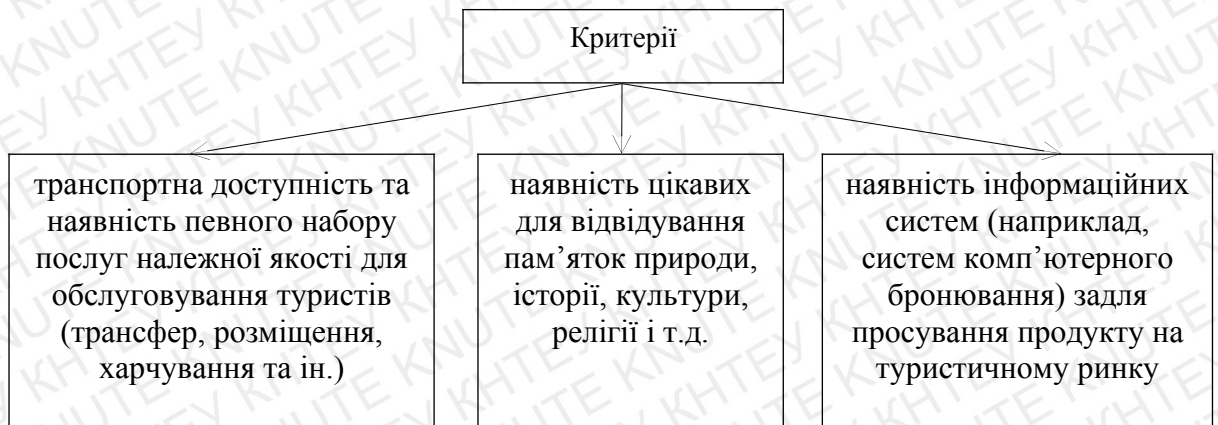 Критерії
транспортна доступність та
наявність певного набору
послуг належної якості для
обслуговування туристів
(трансфер, розміщення,
харчування та ін.)
наявність цікавих
для відвідування
пам’яток природи,
історії, культури,
релігії і т.д.
наявність інформаційних
систем (наприклад,
систем комп’ютерного
бронювання) задля
просування продукту на
туристичному ринку